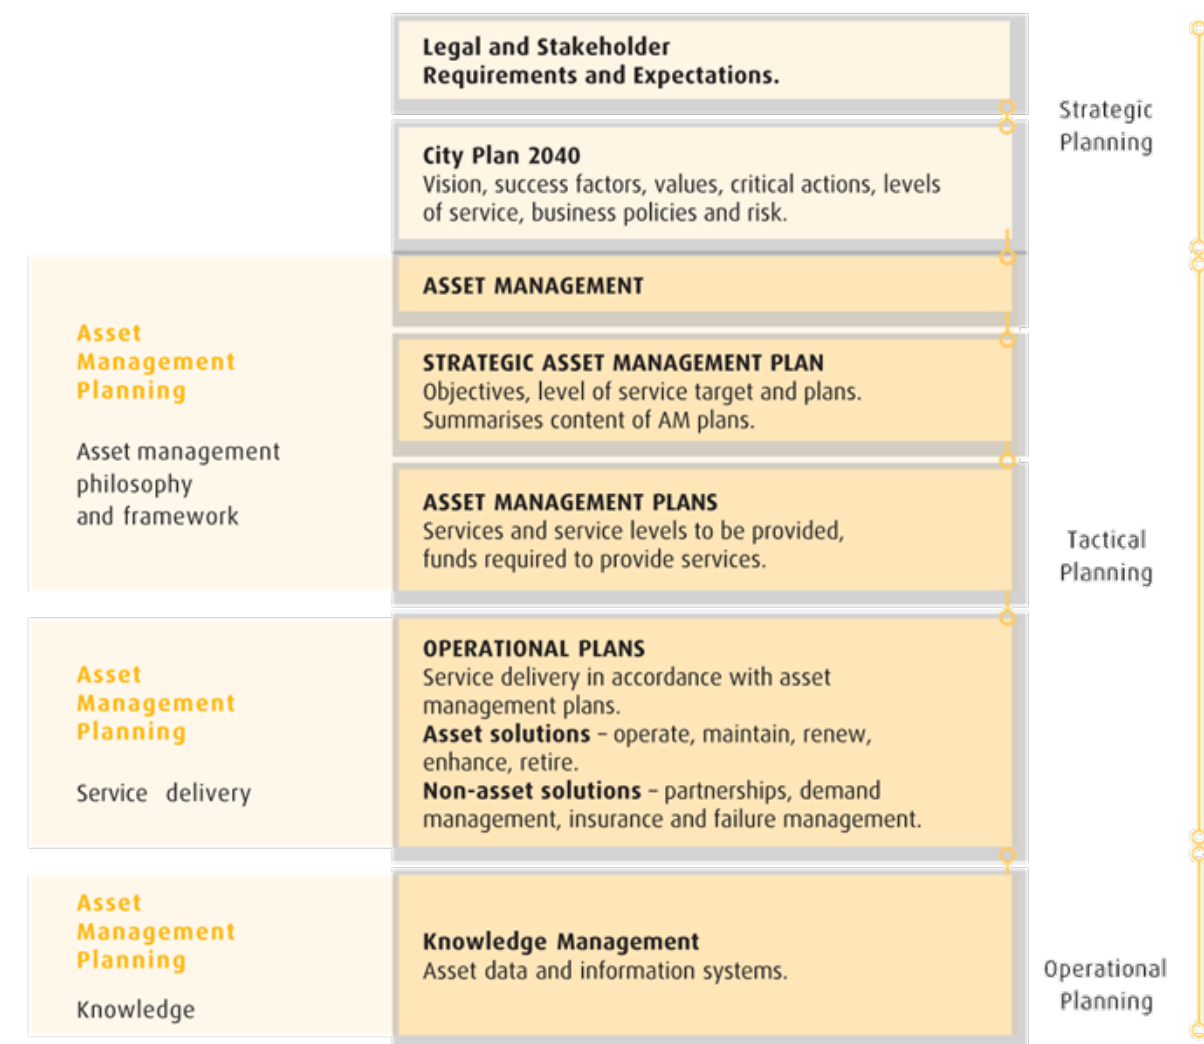 Legal and Stakeholder
Requirements and Expectations.
Strategic
Planning
City Plan 2040
Vision, success factors, values, critical actions, levels
of service, business policies and risk.
ASSET MANAGEMENT
Asset
Management
Planning
Asset management
philosophy
and framework
STRATEGIC ASSET MANAGEMENT PLAN
Objectives, level of service target and plans.
Summarises content of AM plans.
ASSET MANAGEMENT PLANS
Services and service levels to be provided,
funds required to provide services.
Tactical
Planning
Asset
Management
Planning
Service delivery
OPERATIONAL PLANS
Service delivery in accordance with asset
management plans.
Asset solutions – operate, maintain, renew,
enhance, retire.
Non-asset solutions – partnerships, demand
management, insurance and failure management.
Asset
Management
Planning
Knowledge
Knowledge Management
Asset data and information systems.
Operational
Planning